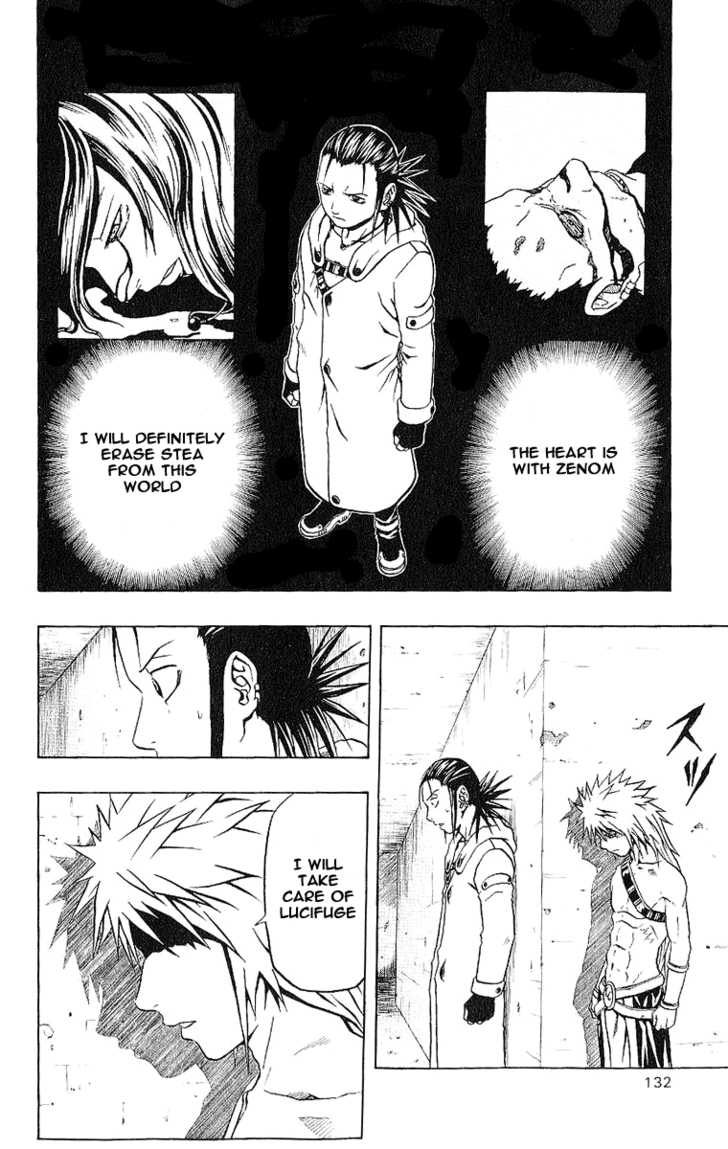 THE HEART IS
WITH ZENOM
I WILL DEFINITELY
ERASE STEA
FROM THIS
WORLD
スッ
I WILL
TAKE
CARE OF
LUCIFUGE
132